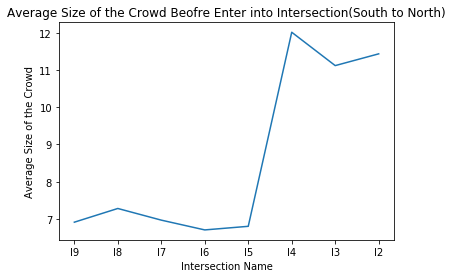 Average Size of the Crowd Beofre Enter into Intersection(South to North)
12
11
10
9
8
7
Average Size of the Crowd
I9 I8 I7 I6 I5 I4 I3 I2
Intersection Name